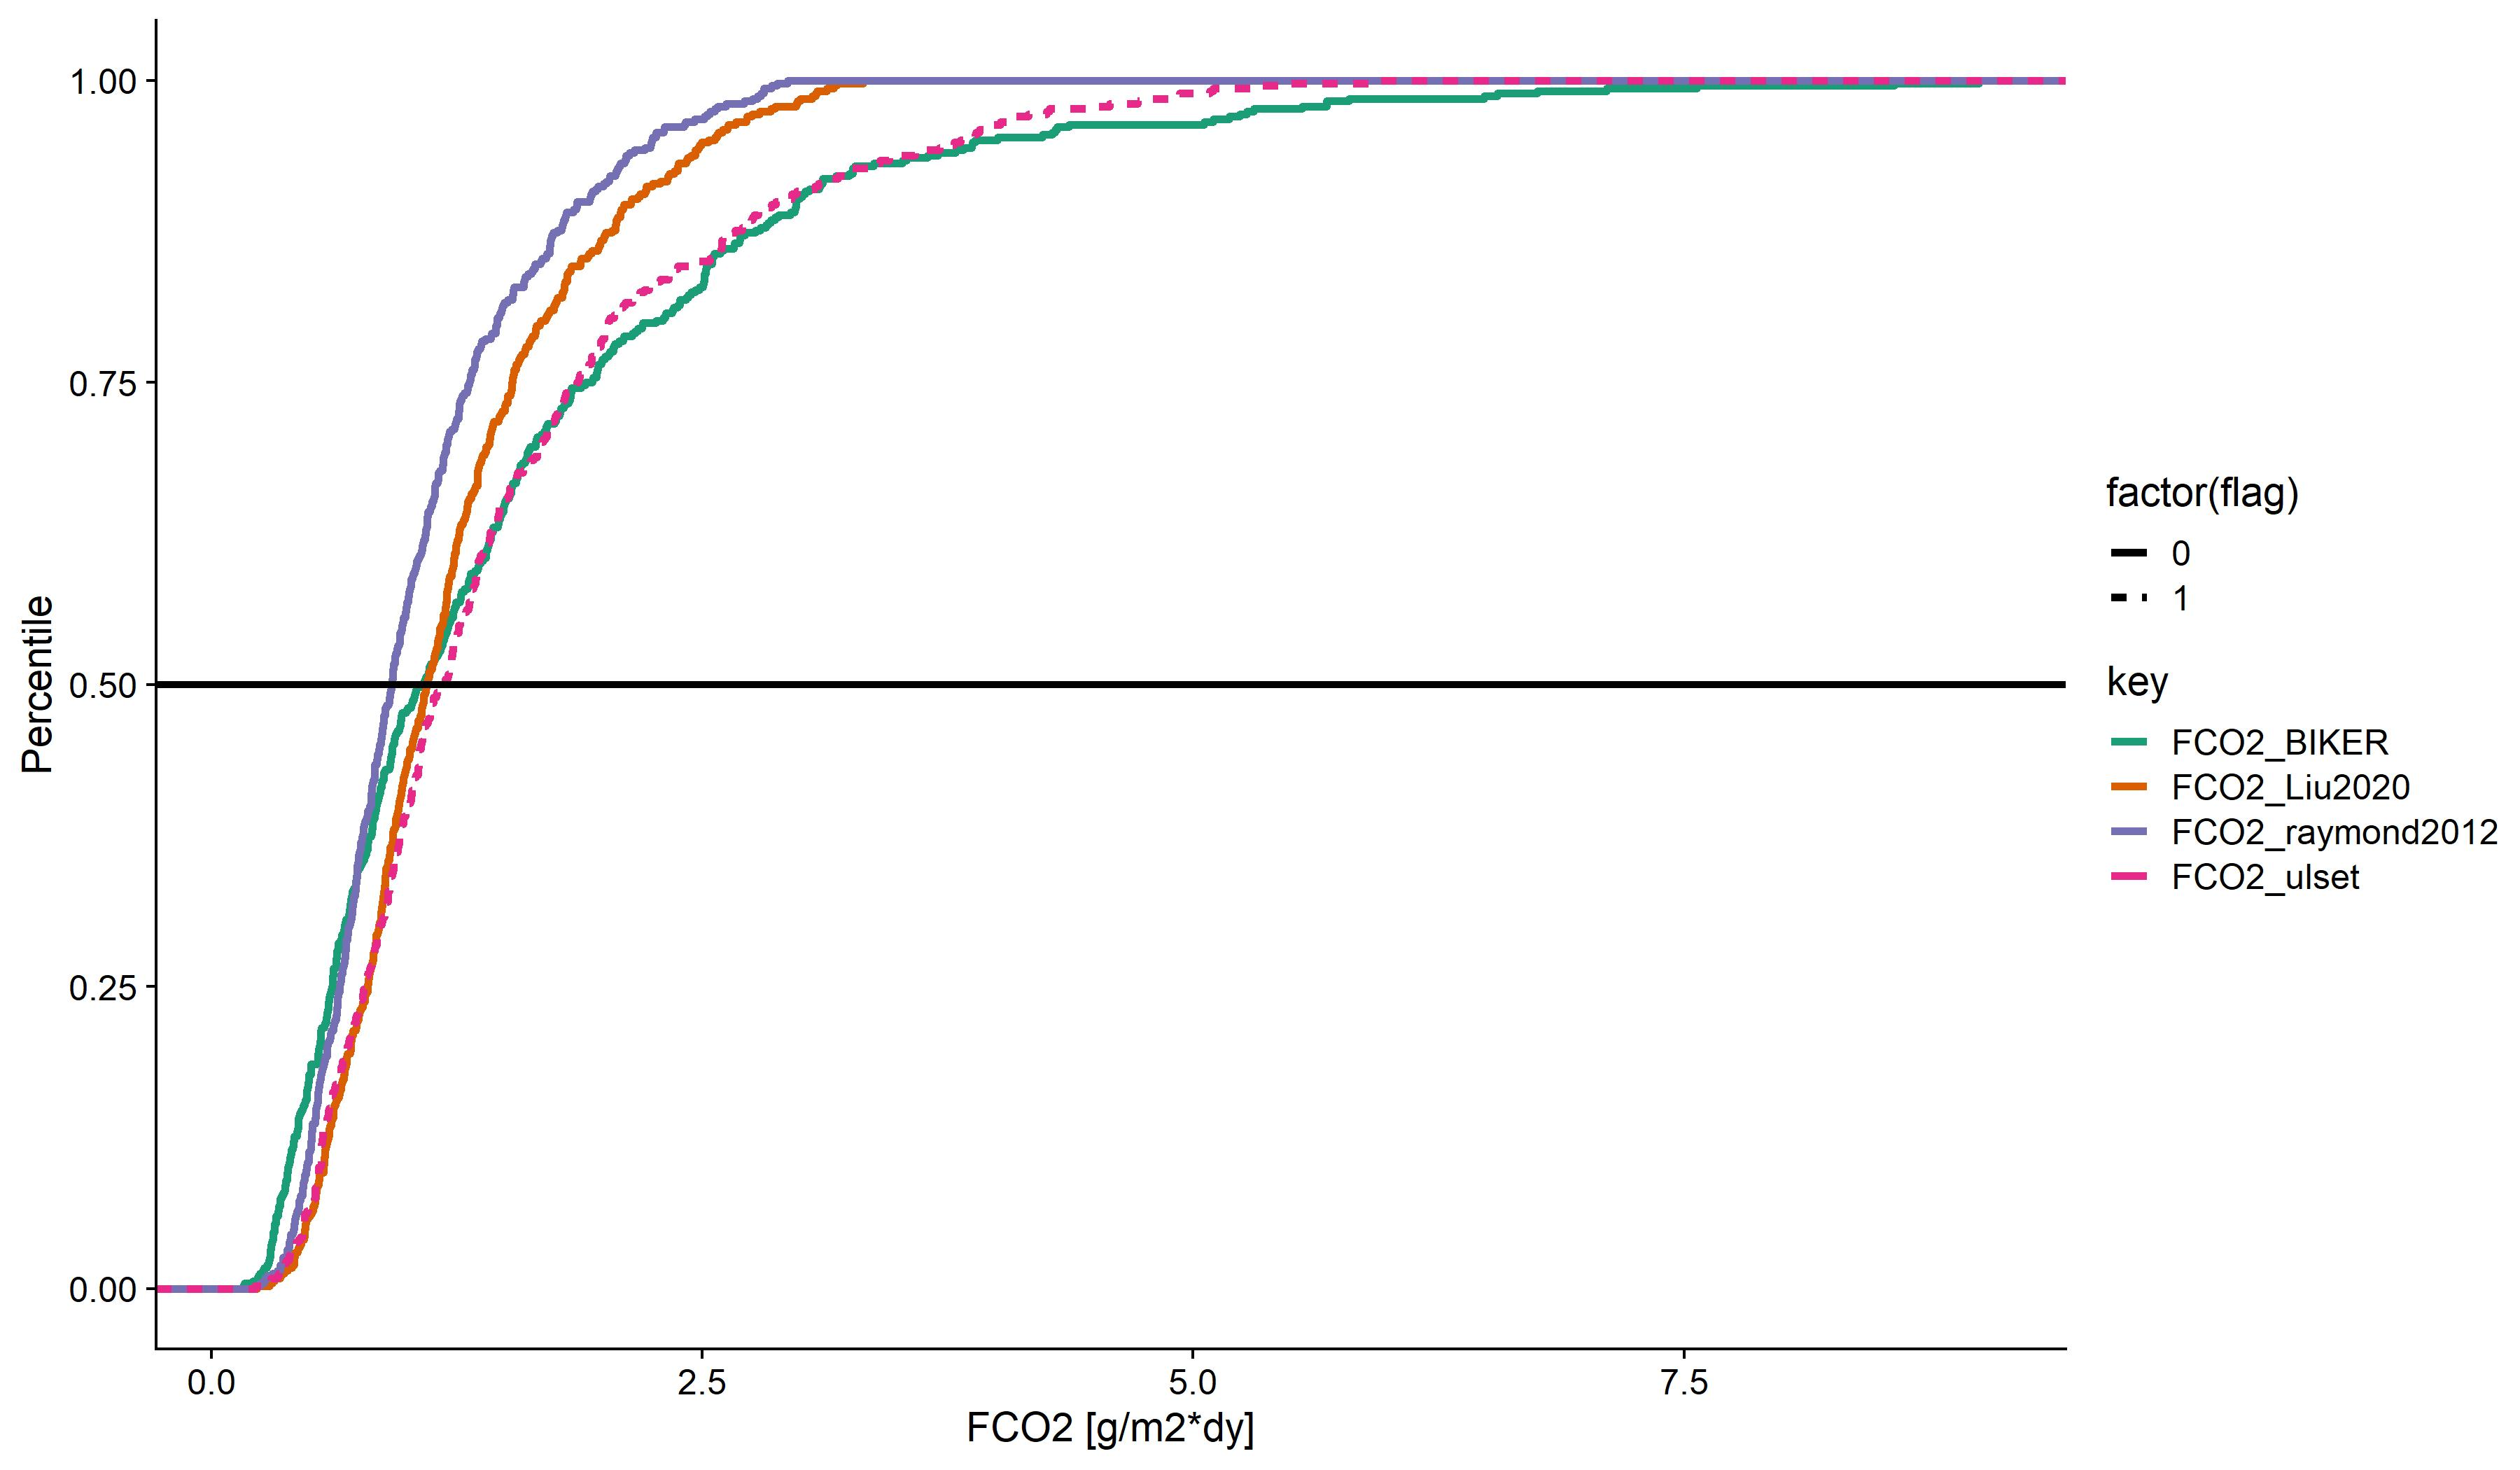 1.00
0.75
0.50
0.25
0.00
Percentile
0.0
2.5
5.0
7.5
FCO2 [g/m2*dy]
factor(flag)
0
1
key
FCO2_BIKER
FCO2_Liu2020
FCO2_raymond2012
FCO2_ulset